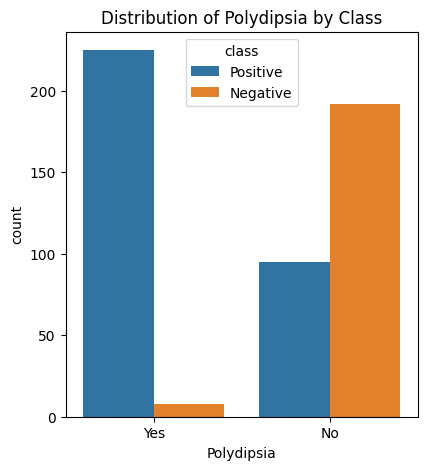 Distribution of Polydipsia by Class
class
Positive
Negative
200
150
100
50
0
count
Yes
No
Polydipsia